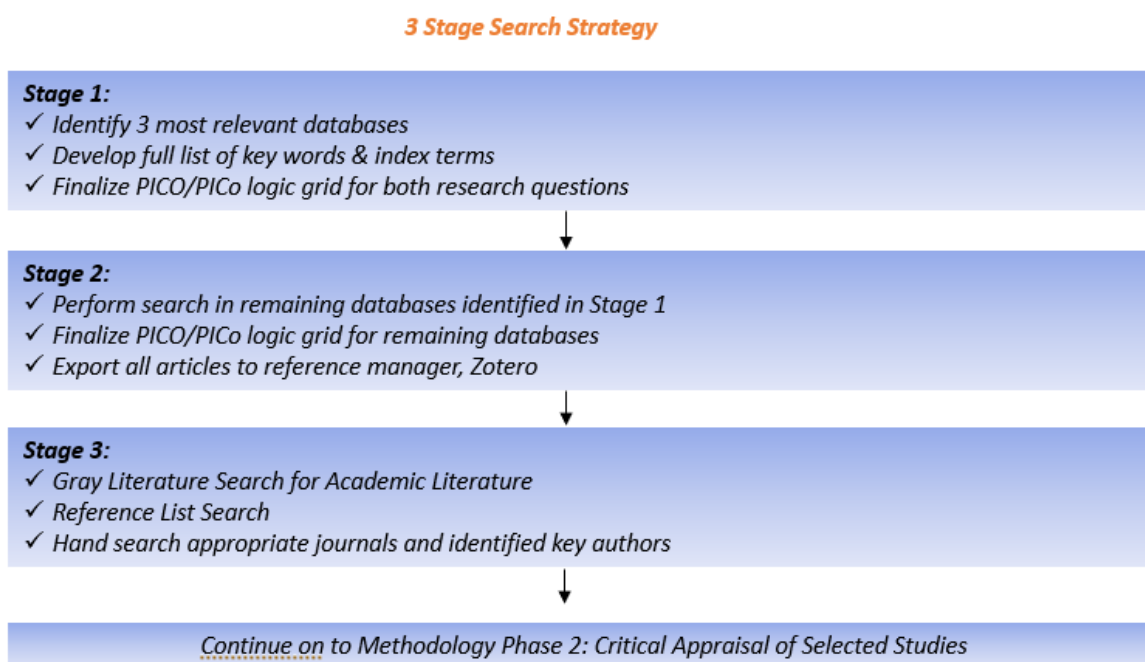 3 Stage Search Strategy
Stage 1:
✓ Identify 3 most relevant databases
✓ Develop full list of key words & index terms
✓ Finalize PICO/PICo logic grid for both research questions
Stage 2:
✓ Perform search in remaining databases identified in Stage 1
✓ Finalize PICO/PICo logic grid for remaining databases
✓ Export all articles to reference manager, Zotero
Stage 3:
✓ Gray Literature Search for Academic Literature
✓ Reference List Search
✓ Hand search appropriate journals and identified key authors
Continue on to Methodology Phase 2: Critical Appraisal of Selected Studies